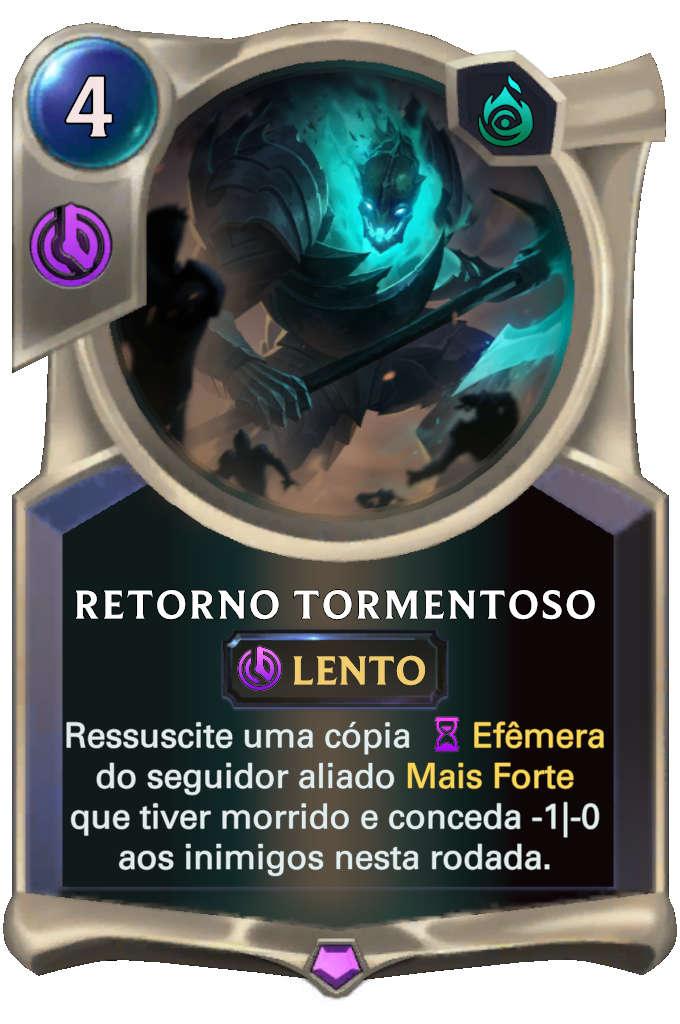 4
RETORNO TORMENTOSO
LENTO
Ressuscite uma cópia Efêmera
do seguidor aliado Mais Forte
que tiver morrido e conceda -1|-0
aos inimigos nesta rodada.